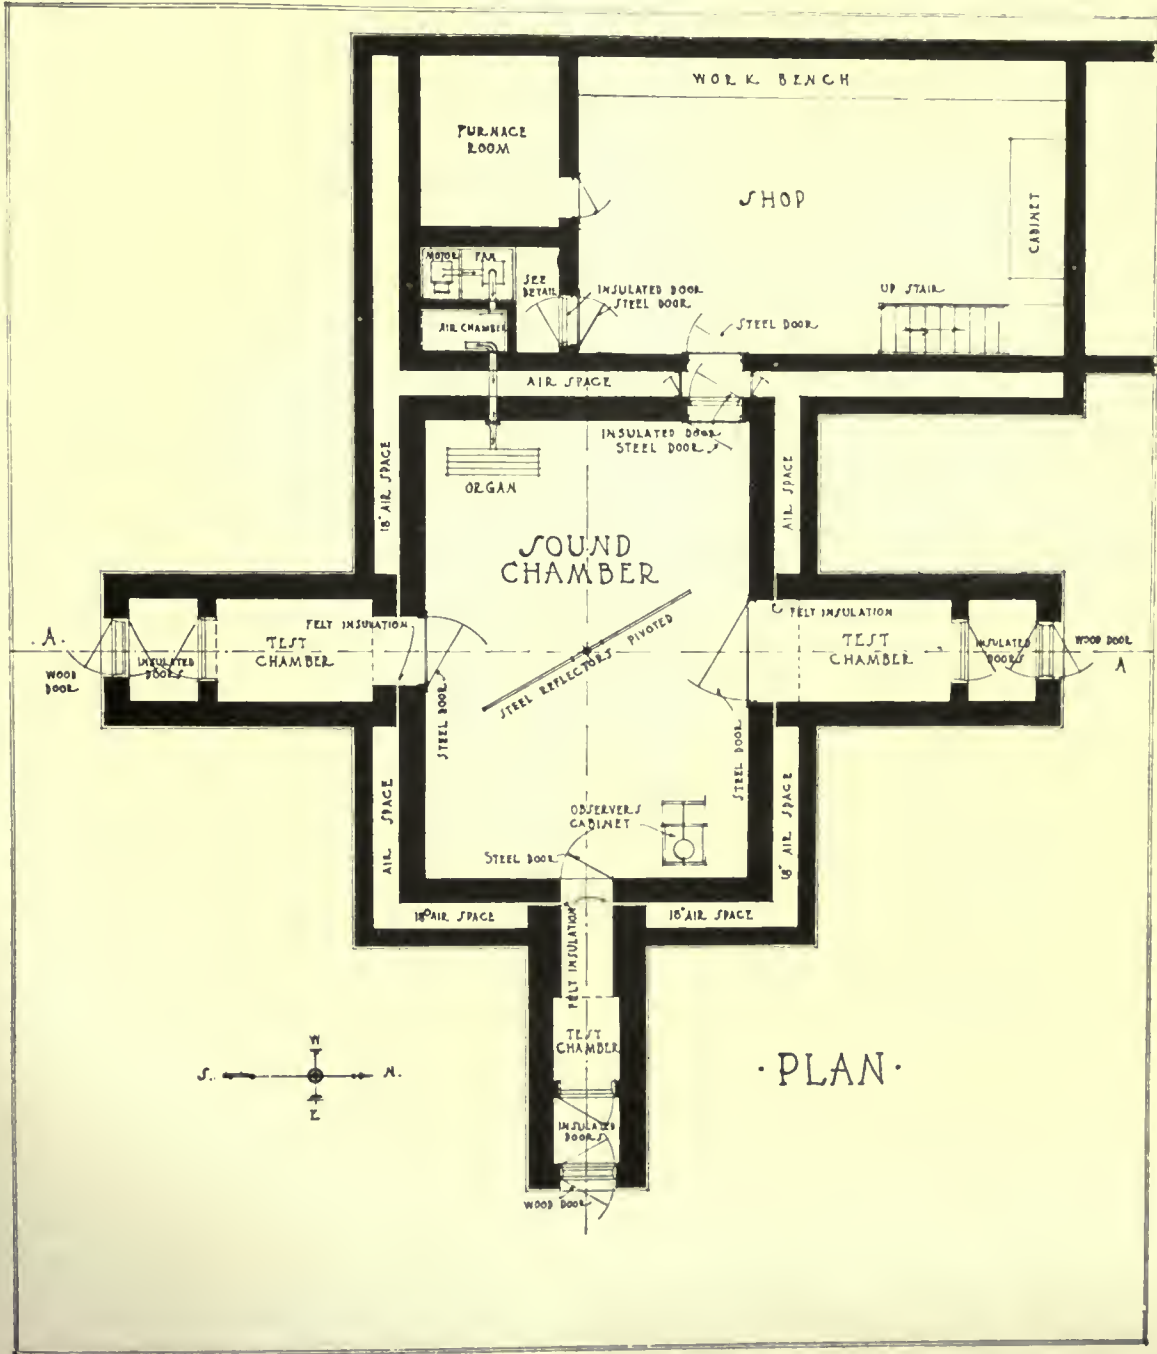 WORK BENCH
FURNACE
ROOM
SHOP
CABINET
MOTOR
FAN
SEE
DETAIL
INSULATED DOOR
STEEL DOOR
UP STAIR
AIR CHAMBER
STEEL DOOR
AIR SPACE
INSULATED DOOR
STEEL DOOR
ORGAN
18" AIR SPACE
AIR SPACE
SOUND
CHAMBER
FELT INSULATION
FELT INSULATION
·A·
TEST
CHAMBER
INSULATED
DOORS
WOOD
DOOR
STEEL REFLECTORS PIVOTED
TEST
CHAMBER
INSULATED
DOORS
WOOD DOOR
A
STEEL DOOR
STEEL DOOR
AIR SPACE
18" AIR SPACE
OBSERVERS
CABINET
STEEL DOOR
18" AIR SPACE
18" AIR SPACE
FELT INSULATION
TEST
CHAMBER
INSULATED
DOORS
WOOD DOOR
W
S.
N.
E
·PLAN·